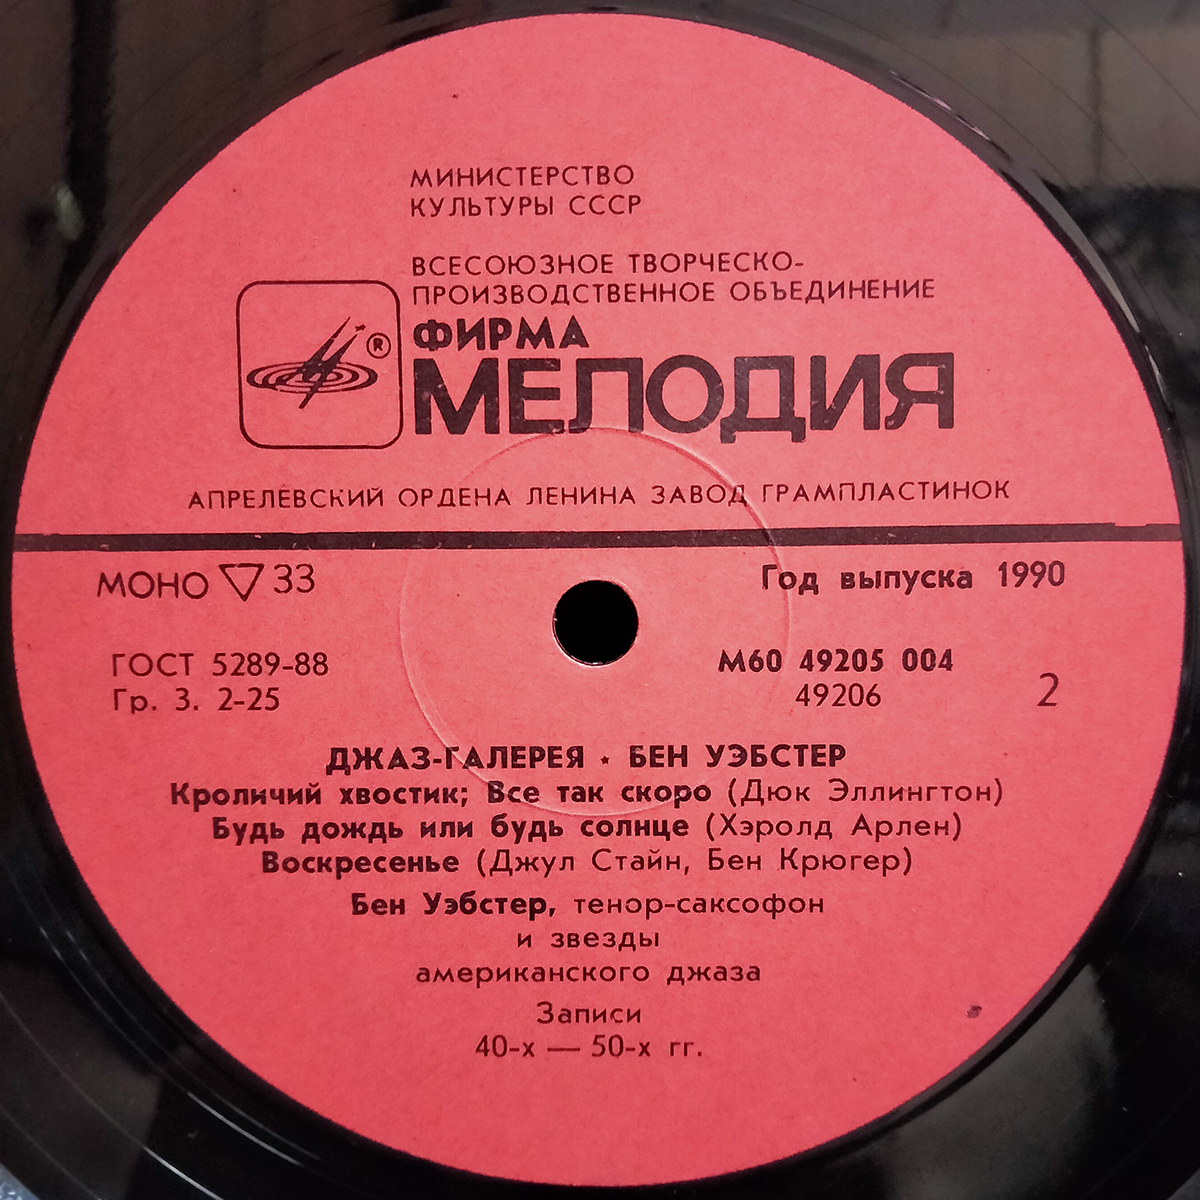 МИНИСТЕРСТВО
КУЛЬТУРЫ СССР
ВСЕСОЮЗНОЕ ТВОРЧЕСКО-
ПРОИЗВОДСТВЕННОЕ ОБЪЕДИНЕНИЕ
ФИРМА
®
МЕЛОДИЯ
АПРЕЛЕВСКИЙ ОРДЕНА ЛЕНИНА ЗАВОД ГРАМПЛАСТИНОК
МОНО ▽ 33
Год выпуска 1990
ГОСТ 5289-88
Гр. 3. 2-25
М60 49205 004
49206
2
ДЖАЗ-ГАЛЕРЕЯ ⋆ БЕН УЭБСТЕР
Кроличий хвостик; Все так скоро (Дюк Эллингтон)
Будь дождь или будь солнце (Хэролд Арлен)
Воскресенье (Джул Стайн, Бен Крюгер)
Бен Уэбстер, тенор-саксофон
и звезды
американского джаза
Записи
40-х — 50-х гг.